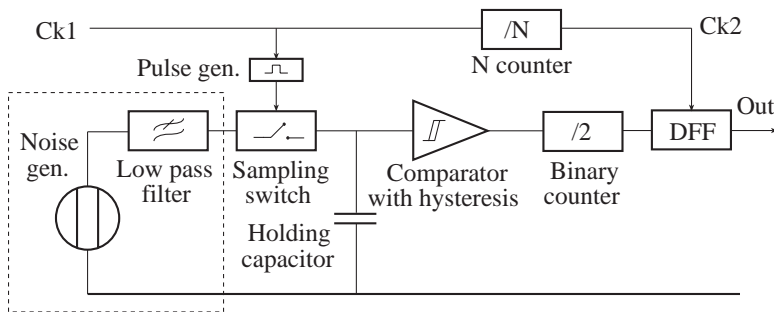 Ck1
/N
Ck2
Pulse gen.
N counter
Out
Noise
gen.
Low pass
filter
Sampling
switch
Comparator
with hysteresis
/2
Binary
counter
DFF
Holding
capacitor